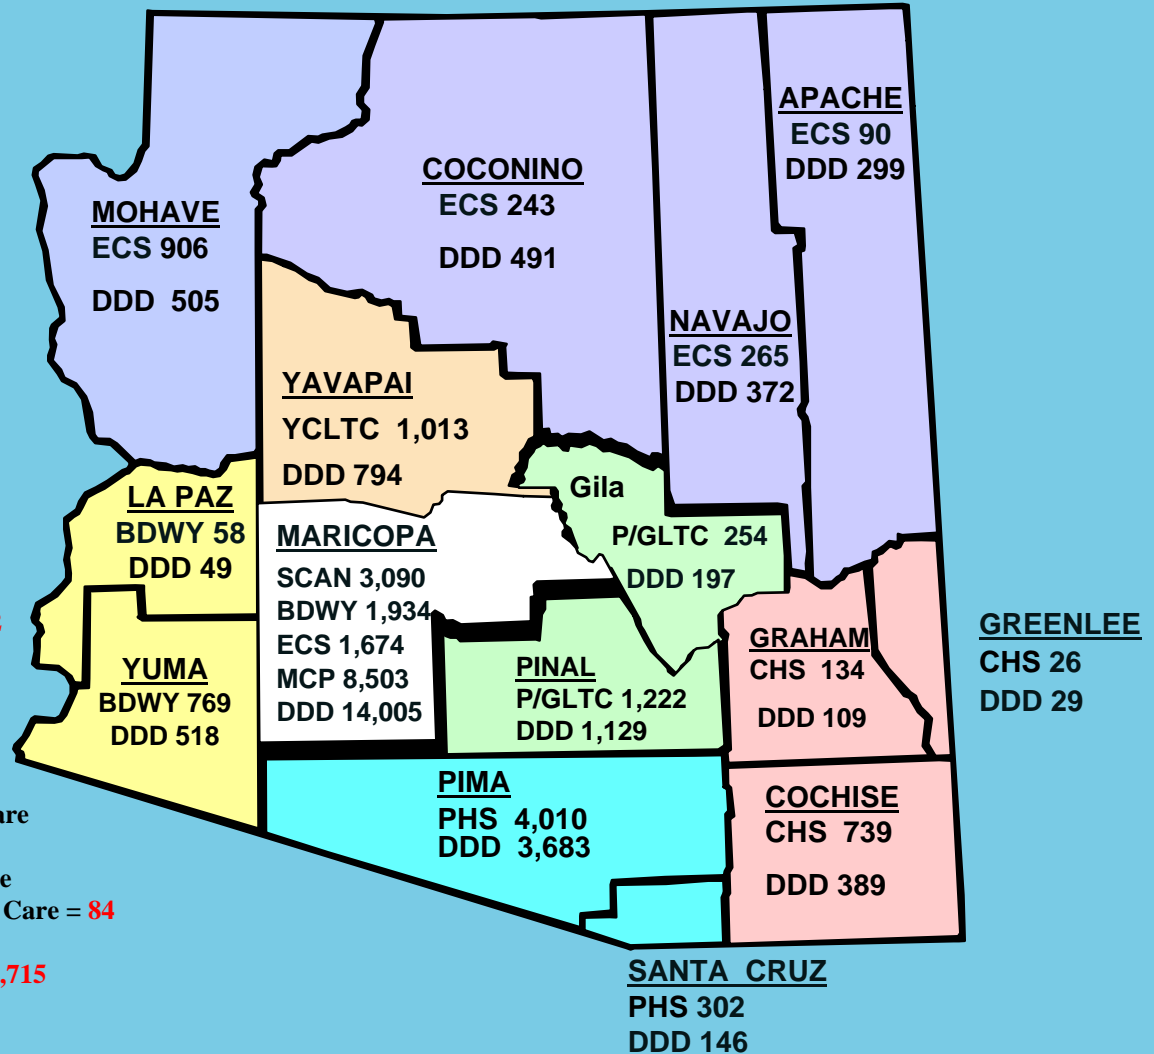 APACHE
ECS 90
DDD 299
COCONINO
ECS 243
DDD 491
MOHAVE
ECS 906
DDD 505
NAVAJO
ECS 265
DDD 372
YAVAPAI
YCLTC 1,013
DDD 794
Gila
P/GLTC 254
DDD 197
LA PAZ
BDWY 58
DDD 49
MARICOPA
SCAN 3,090
BDWY 1,934
ECS 1,674
MCP 8,503
DDD 14,005
YUMA
BDWY 769
DDD 518
PINAL
P/GLTC 1,222
DDD 1,129
GRAHAM
CHS 134
DDD 109
GREENLEE
CHS 26
DDD 29
PIMA
PHS 4,010
DDD 3,683
COCHISE
CHS 739
DDD 389
Care = 84
,715
SANTA CRUZ
PHS 302
DDD 146